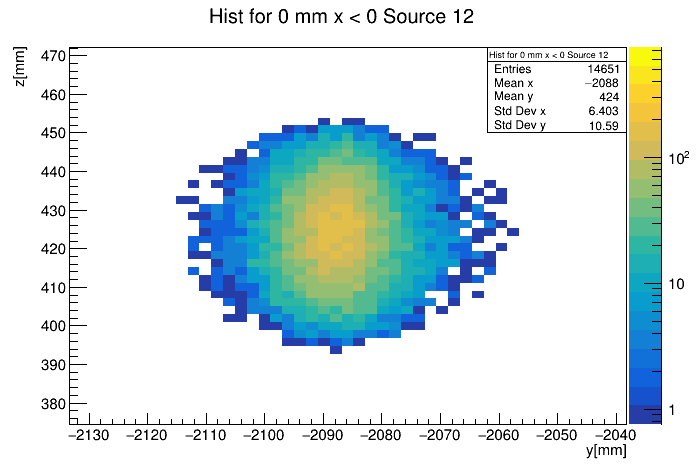 Hist for 0 mm x < 0 Source 12
z[mm]
Hist for 0 mm x < 0 Source 12
Entries 14651
Mean x −2088
Mean y 424
Std Dev x 6.403
Std Dev y 10.59
470
460
450
440
430
420
410
400
390
380
10²
10
1
−2130 −2120 −2110 −2100 −2090 −2080 −2070 −2060 −2050 −2040
y[mm]